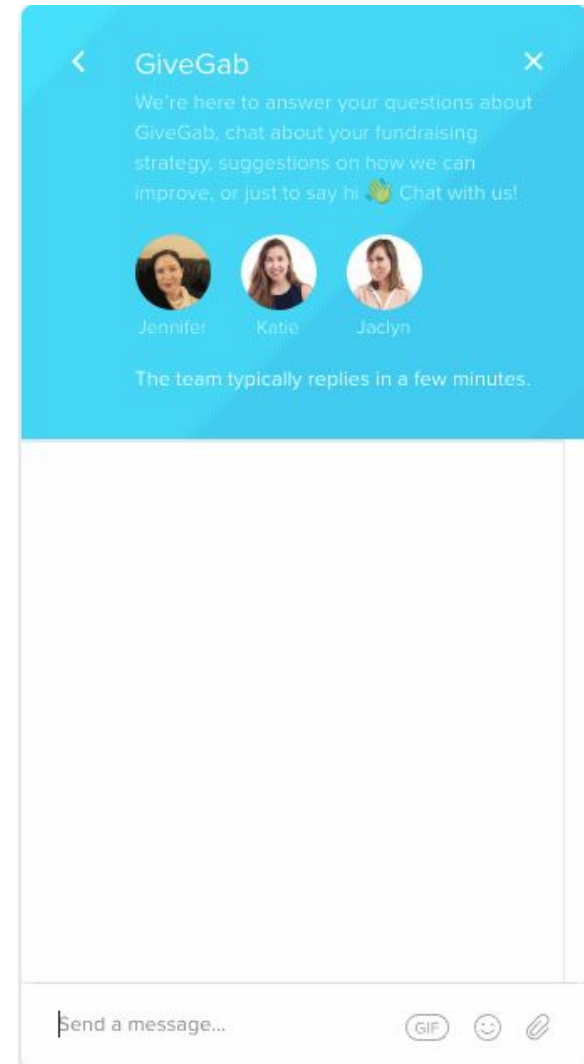 GiveGab
We're here to answer your questions about
GiveGab, chat about your fundraising
strategy, suggestions on how we can
improve, or just to say hi 👋 Chat with us!
Jennifer Katie Jaclyn
The team typically replies in a few minutes.
Send a message...
GIF